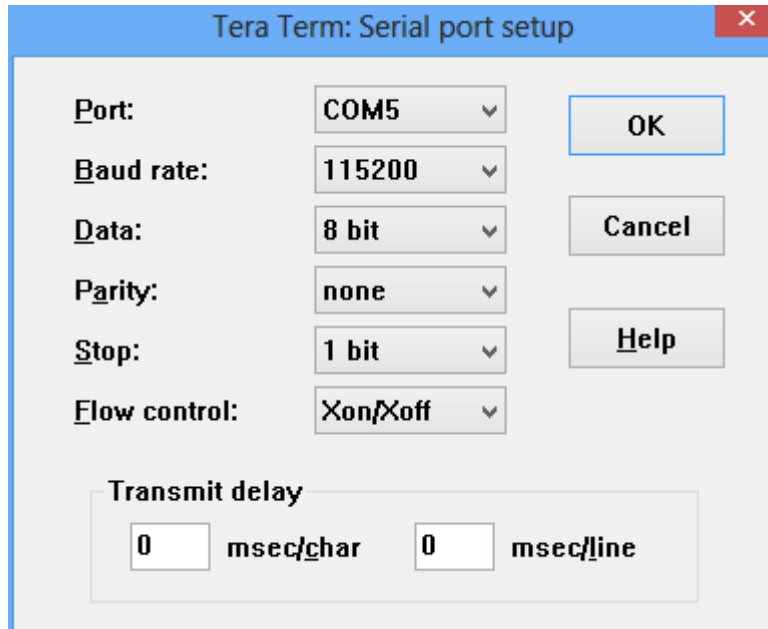 Tera Term: Serial port setup
Port: COM5
OK
Baud rate: 115200
Data: 8 bit
Cancel
Parity: none
Stop: 1 bit
Help
Flow control: Xon/Xoff
Transmit delay
0 msec/char 0 msec/line